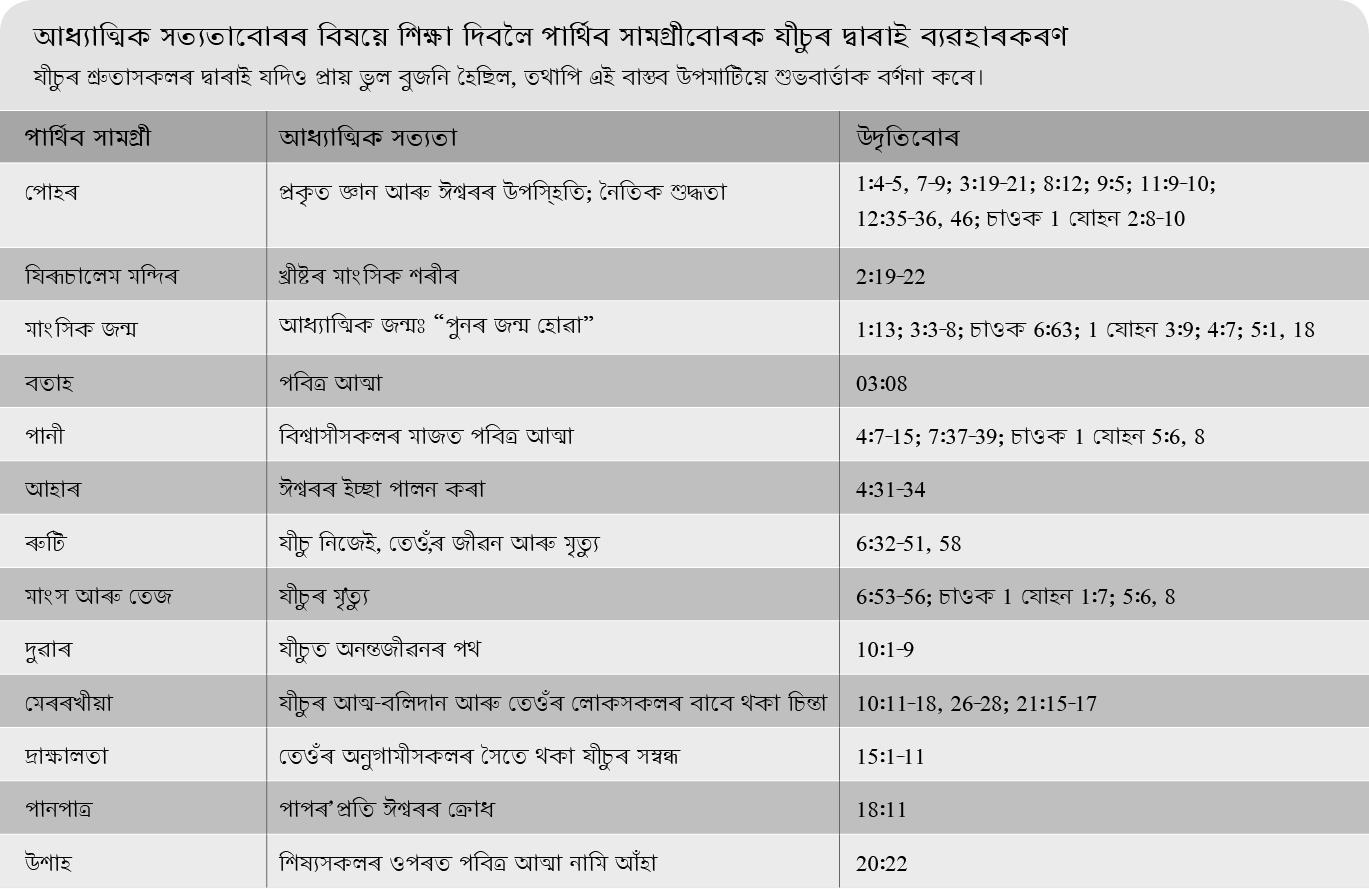 আধ্যাত্মিক সত্যতাবোৰৰ বিষয়ে শিক্ষা দিবলৈ পাৰ্থিব সামগ্ৰীবোৰক যীচুৰ দ্বাৰাই ব্যৱহাৰকৰণ
যীচুৰ শ্ৰুতাসকলৰ দ্বাৰাই যদিও প্ৰায় ভুল বুজনি হৈছিল, তথাপি এই বাস্তব উপমাটিয়ে শুভবাৰ্ত্তাক বৰ্ণনা কৰে।
পাৰ্থিব সামগ্ৰী আধ্যাত্মিক সত্যতা উদৃতিবোৰ
পোহৰ প্ৰকৃত জ্ঞান আৰু ঈশ্বৰৰ উপস্হিতি; নৈতিক শুদ্ধতা 1:4-5, 7-9; 3:19-21; 8:12; 9:5; 11:9-10;
12:35-36, 46; চাওক 1 যোহন 2:8-10
যিৰূচালেম মন্দিৰ খ্ৰীষ্টৰ মাংসিক শৰীৰ 2:19-22
মাংসিক জন্ম আধ্যাত্মিক জন্মঃ “পুনৰ জন্ম হোৱা” 1:13; 3:3-8; চাওক 6:63; 1 যোহন 3:9; 4:7; 5:1, 18
বতাহ পবিত্ৰ আত্মা 03:08
পানী বিশ্বাসীসকলৰ মাজত পবিত্ৰ আত্মা 4:7-15; 7:37-39; চাওক 1 যোহন 5:6, 8
আহাৰ ঈশ্বৰৰ ইচ্ছা পালন কৰা 4:31-34
ৰুটি যীচু নিজেই, তেওঁৰ জীৱন আৰু মৃত্যু 6:32-51, 58
মাংস আৰু তেজ যীচুৰ মৃত্যু 6:53-56; চাওক 1 যোহন 1:7; 5:6, 8
দুৱাৰ যীচুত অনন্তজীৱনৰ পথ 10:1-9
মেৰৰখীয়া যীচুৰ আত্ম-বলিদান আৰু তেওঁৰ লোকসকলৰ বাবে থকা চিন্তা 10:11-18, 26-28; 21:15-17
দ্ৰাক্ষালতা তেওঁৰ অনুগামীসকলৰ সৈতে থকা যীচুৰ সম্বন্ধ 15:1-11
পানপাত্ৰ পাপৰ’ প্ৰতি ঈশ্বৰৰ ক্ৰোধ 18:11
উশাহ শিষ্যসকলৰ ওপৰত পবিত্ৰ আত্মা নামি আঁহা 20:22